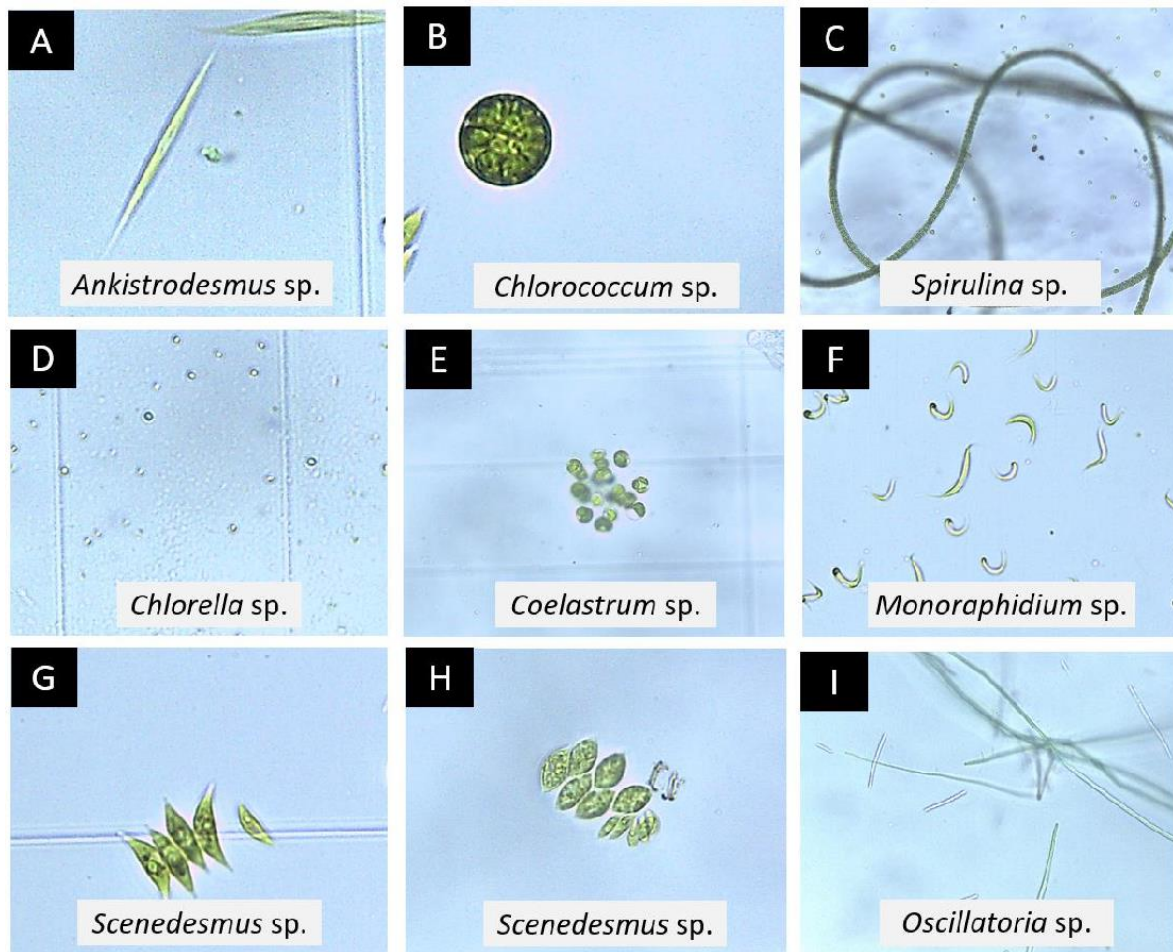 A
B
C
Ankistrodesmus sp.
Chlorococcum sp.
Spirulina sp.
D
E
F
Chlorella sp.
Coelastrum sp.
Monoraphidium sp.
G
H
I
Scenedesmus sp.
Scenedesmus sp.
Oscillatoria sp.